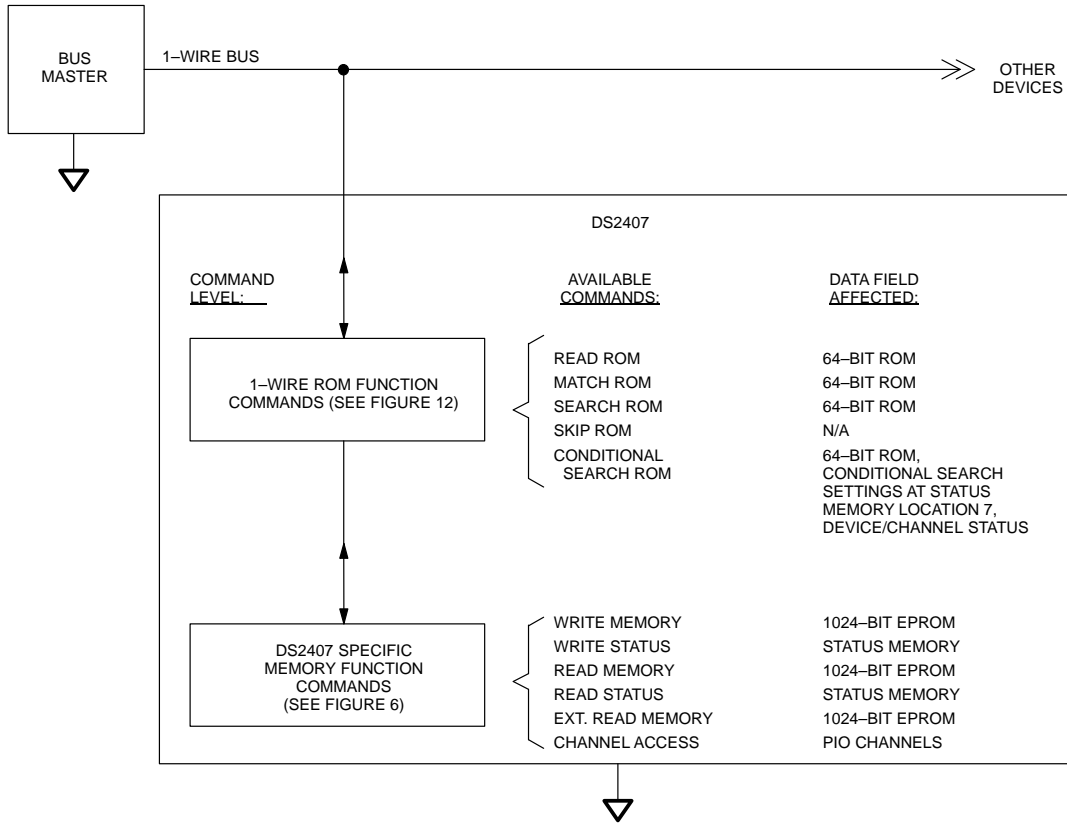 BUS
MASTER
1–WIRE BUS
OTHER
DEVICES
DS2407
COMMAND
LEVEL:
AVAILABLE
COMMANDS:
DATA FIELD
AFFECTED:
1–WIRE ROM FUNCTION
COMMANDS (SEE FIGURE 12)
READ ROM 64–BIT ROM
MATCH ROM 64–BIT ROM
SEARCH ROM 64–BIT ROM
SKIP ROM N/A
CONDITIONAL 64–BIT ROM,
SEARCH ROM CONDITIONAL SEARCH
SETTINGS AT STATUS
MEMORY LOCATION 7,
DEVICE/CHANNEL STATUS
DS2407 SPECIFIC
MEMORY FUNCTION
COMMANDS
(SEE FIGURE 6)
WRITE MEMORY 1024–BIT EPROM
WRITE STATUS STATUS MEMORY
READ MEMORY 1024–BIT EPROM
READ STATUS STATUS MEMORY
EXT. READ MEMORY 1024–BIT EPROM
CHANNEL ACCESS PIO CHANNELS